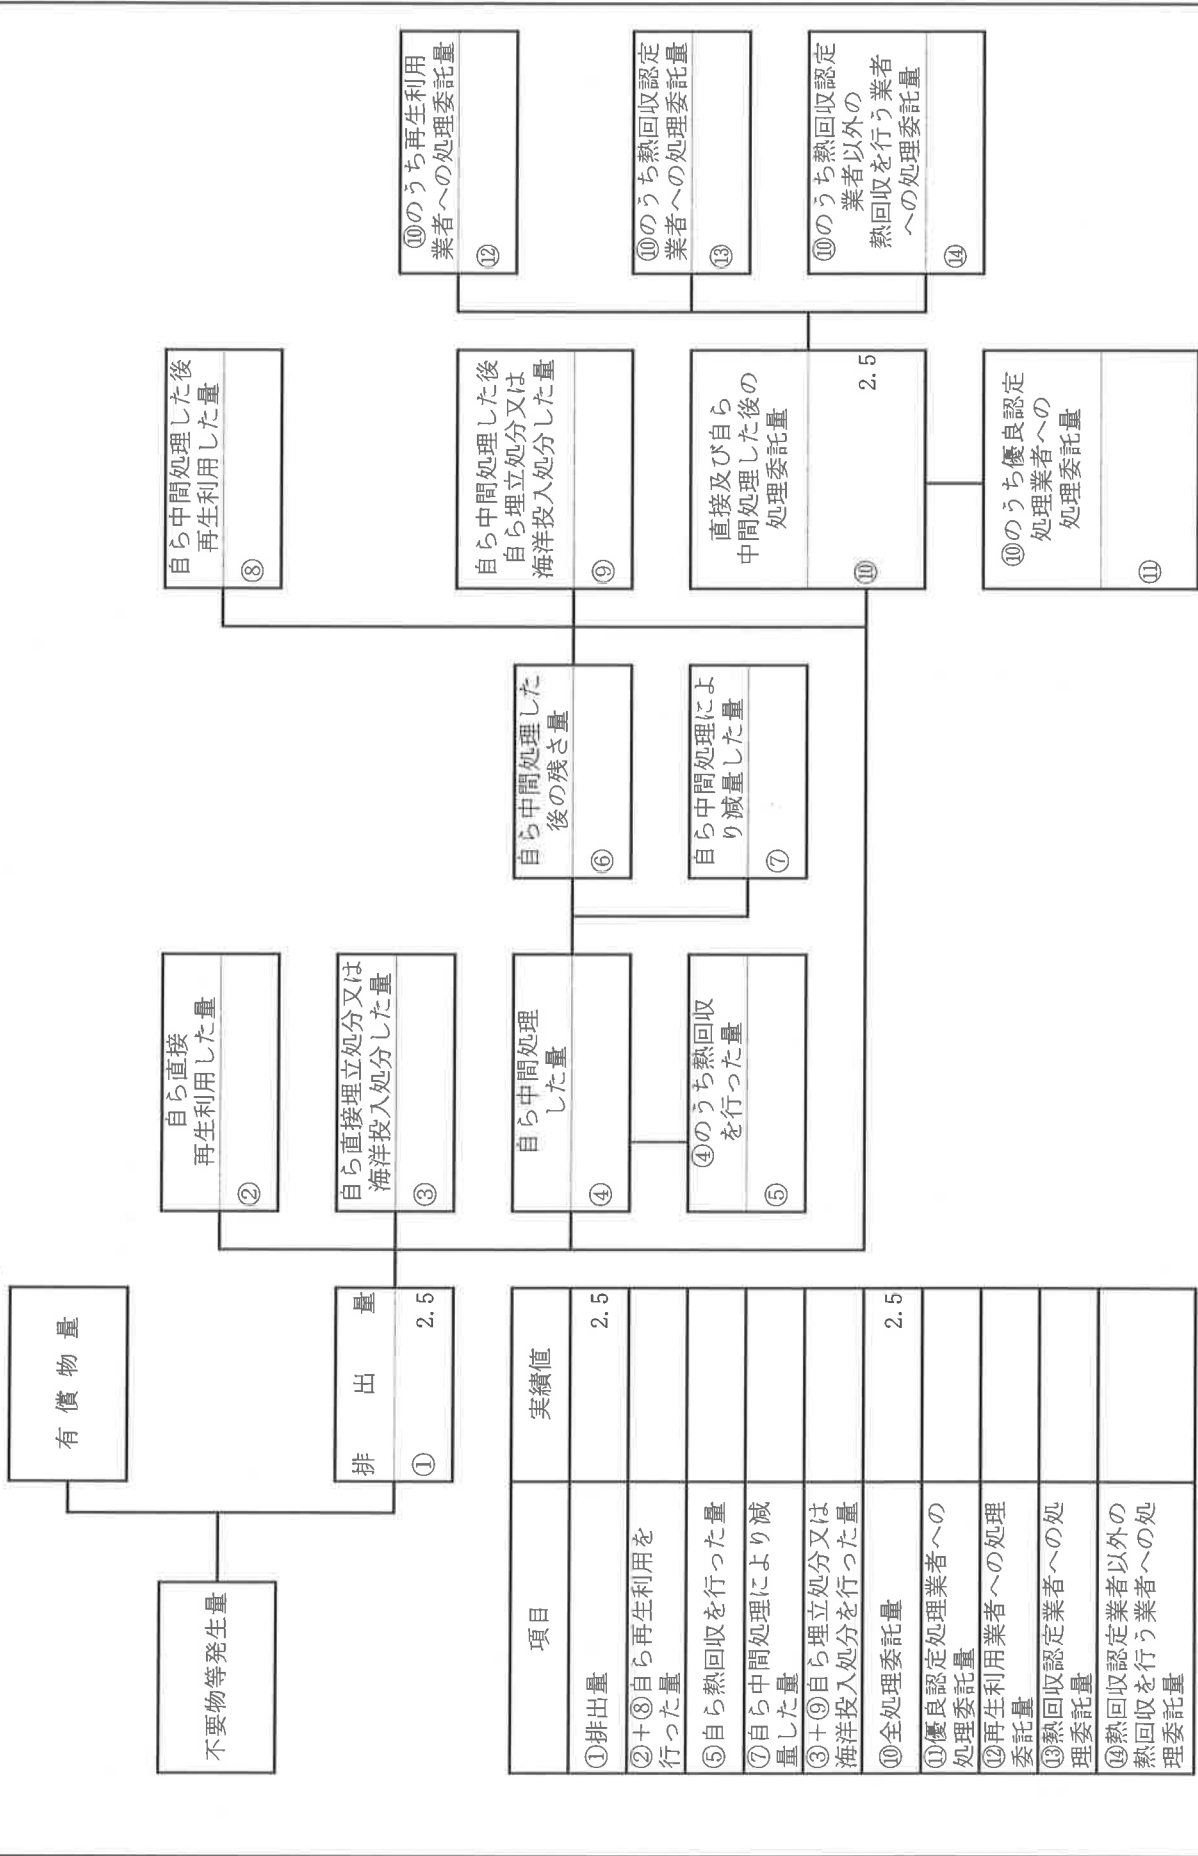 有償物量
不要物等発生量
排出量
① 2.5
自ら直接
再生利用した量
②
自ら直接埋立処分又は
海洋投入処分した量
③
自ら中間処理
した量
④
④のうち熱回収
を行った量
⑤
自ら中間処理した
後の残さ量
⑥
自ら中間処理によ
り減量した量
⑦
自ら中間処理した後
再生利用した量
⑧
自ら中間処理した後
自ら埋立処分又は
海洋投入処分した量
⑨
直接及び自ら
中間処理した後の
処理委託量
⑩ 2.5
⑩のうち優良認定
処理業者への
処理委託量
⑪
⑩のうち再生利用
業者への処理委託量
⑫
⑩のうち熱回収認定
業者への処理委託量
⑬
⑩のうち熱回収認定
業者以外の
熱回収を行う業者
への処理委託量
⑭
項目 実績値
①排出量 2.5
②+⑧自ら再生利用を
行った量
⑤自ら熱回収を行った量
⑦自ら中間処理により減
量した量
③+⑨自ら埋立処分又は
海洋投入処分を行った量
⑩全処理委託量 2.5
⑪優良認定処理業者への
処理委託量
⑫再生利用業者への処理
委託量
⑬熱回収認定業者への処
理委託量
⑭熱回収認定業者以外の
熱回収を行う業者への処
理委託量